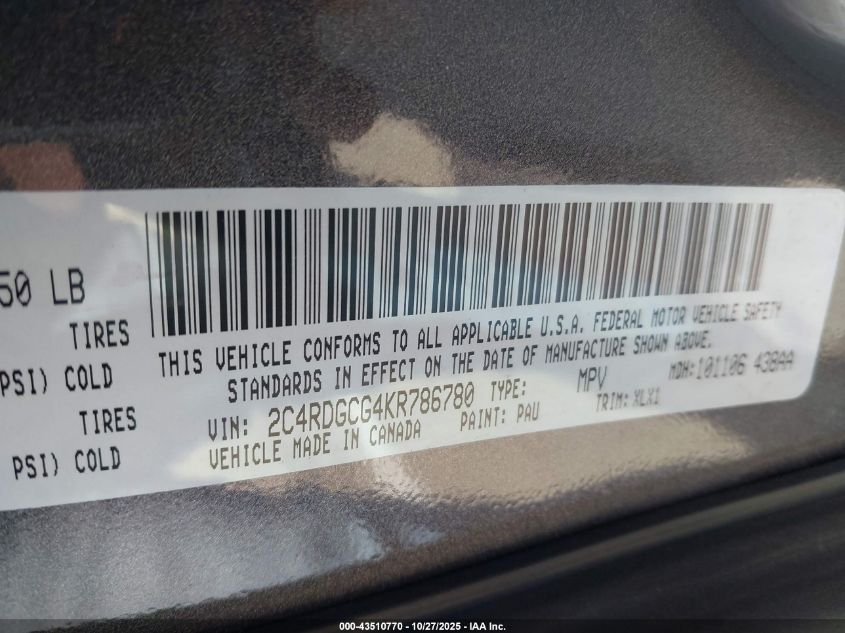 50 LB
TIRES
PSI) COLD
TIRES
PSI) COLD
THIS VEHICLE CONFORMS TO ALL APPLICABLE U.S.A. FEDERAL MOTOR VEHICLE SAFETY
STANDARDS IN EFFECT ON THE DATE OF MANUFACTURE SHOWN ABOVE.
VIN: 2C4RDGCG4KR786780 TYPE: MPV MDH: 101106 438AA
VEHICLE MADE IN CANADA PAINT: PAU TRIM: XLX1
000-43510770 | 10/27/2025 | IAA Inc.